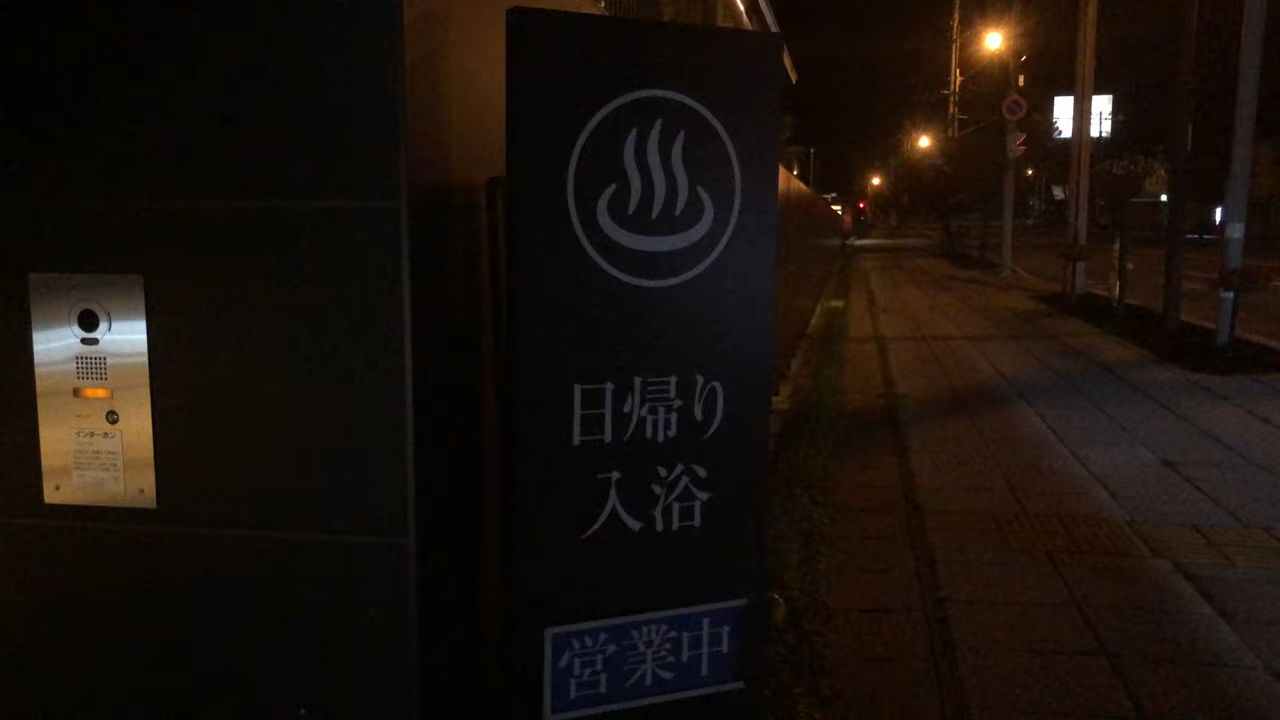 日帰り
入浴
営業中
インターホン